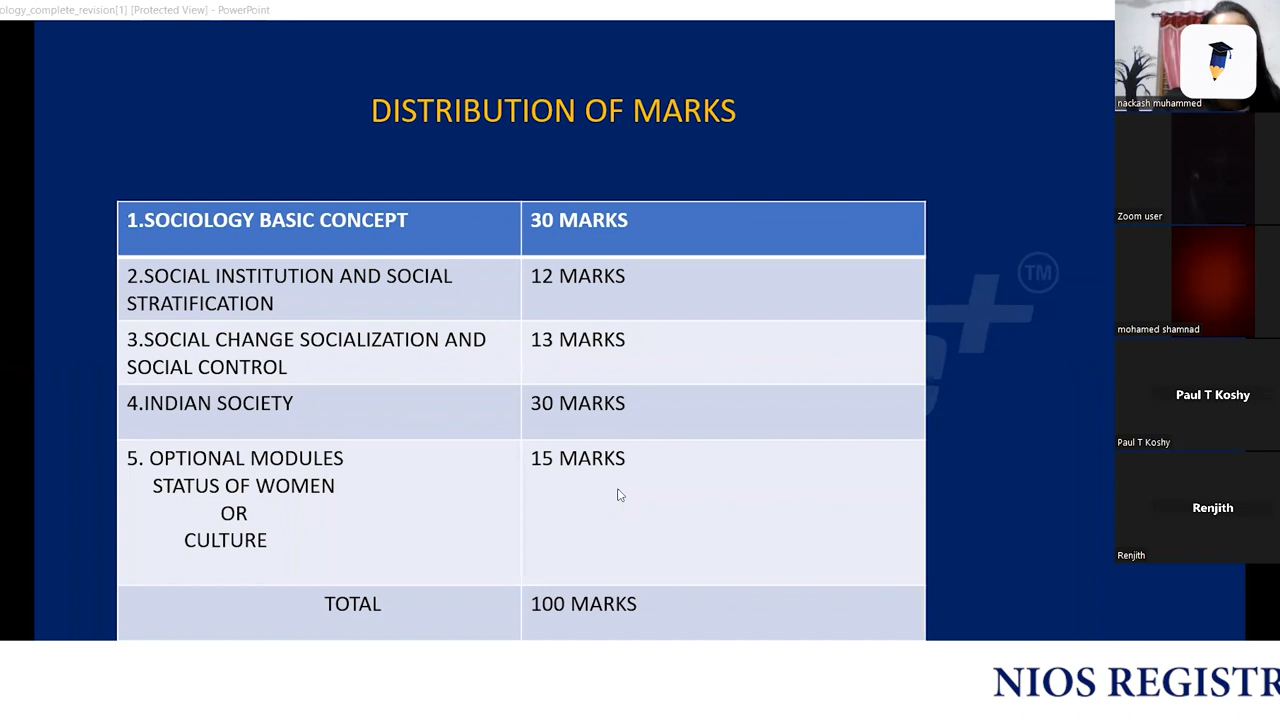 ology_complete_revision[1] [Protected View] - PowerPoint
DISTRIBUTION OF MARKS
1.SOCIOLOGY BASIC CONCEPT
30 MARKS
2.SOCIAL INSTITUTION AND SOCIAL
STRATIFICATION
12 MARKS
3.SOCIAL CHANGE SOCIALIZATION AND
SOCIAL CONTROL
13 MARKS
4.INDIAN SOCIETY
30 MARKS
5. OPTIONAL MODULES
STATUS OF WOMEN
OR
CULTURE
15 MARKS
TOTAL
100 MARKS
TM
nackash muhammed
Zoom user
mohamed shamnad
Paul T Koshy
Paul T Koshy
Renjith
Renjith
NIOS REGISTR